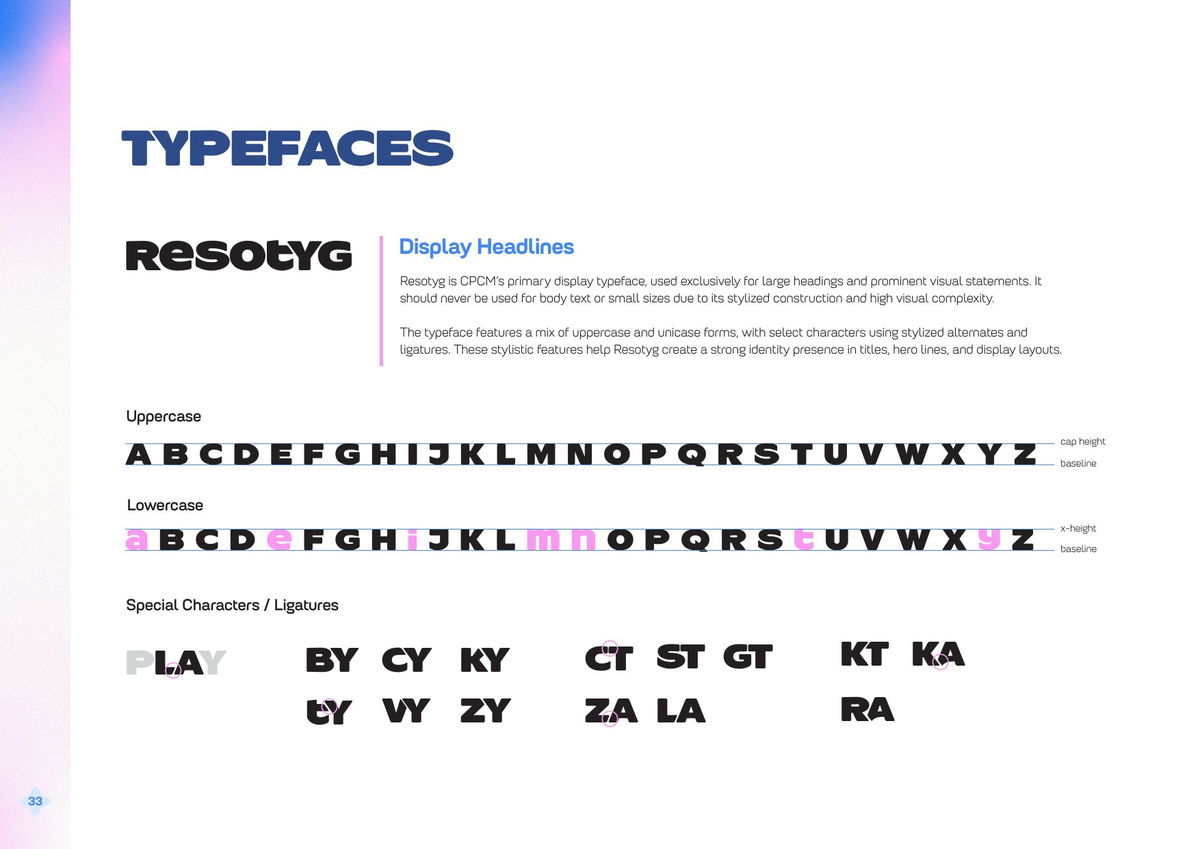 TYPEFACES
ResotYG
Display Headlines
Resotyg is CPCM's primary display typeface, used exclusively for large headings and prominent visual statements. It
should never be used for body text or small sizes due to its stylized construction and high visual complexity.
The typeface features a mix of uppercase and unicase forms, with select characters using stylized alternates and
ligatures. These stylistic features help Resotyg create a strong identity presence in titles, hero lines, and display layouts.
Uppercase
A B C D E F G H I J K L M N O P Q R S T U V W X Y Z
cap height
baseline
Lowercase
a B C D e F G H i J K L m n O P Q R S t U V W X y Z
x-height
baseline
Special Characters / Ligatures
PLAY
BY CY KY
CT ST GT
KT KA
tY VY ZY
ZA LA
RA
33